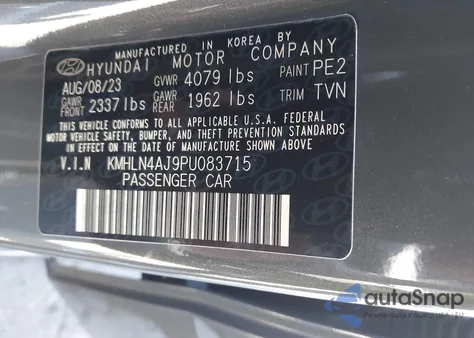 MANUFACTURED IN KOREA BY
HYUNDAI MOTOR COMPANY
AUG/08/23 GVWR 4079 lbs PAINT PE2
GAWR FRONT 2337 lbs GAWR REAR 1962 lbs TRIM TVN
THIS VEHICLE CONFORMS TO ALL APPLICABLE U.S.A. FEDERAL
MOTOR VEHICLE SAFETY, BUMPER, AND THEFT PREVENTION STANDARDS
IN EFFECT ON THE DATE OF MANUFACTURE SHOWN ABOVE.
V.I.N KMHLN4AJ9PU083715
PASSENGER CAR
autoSnap